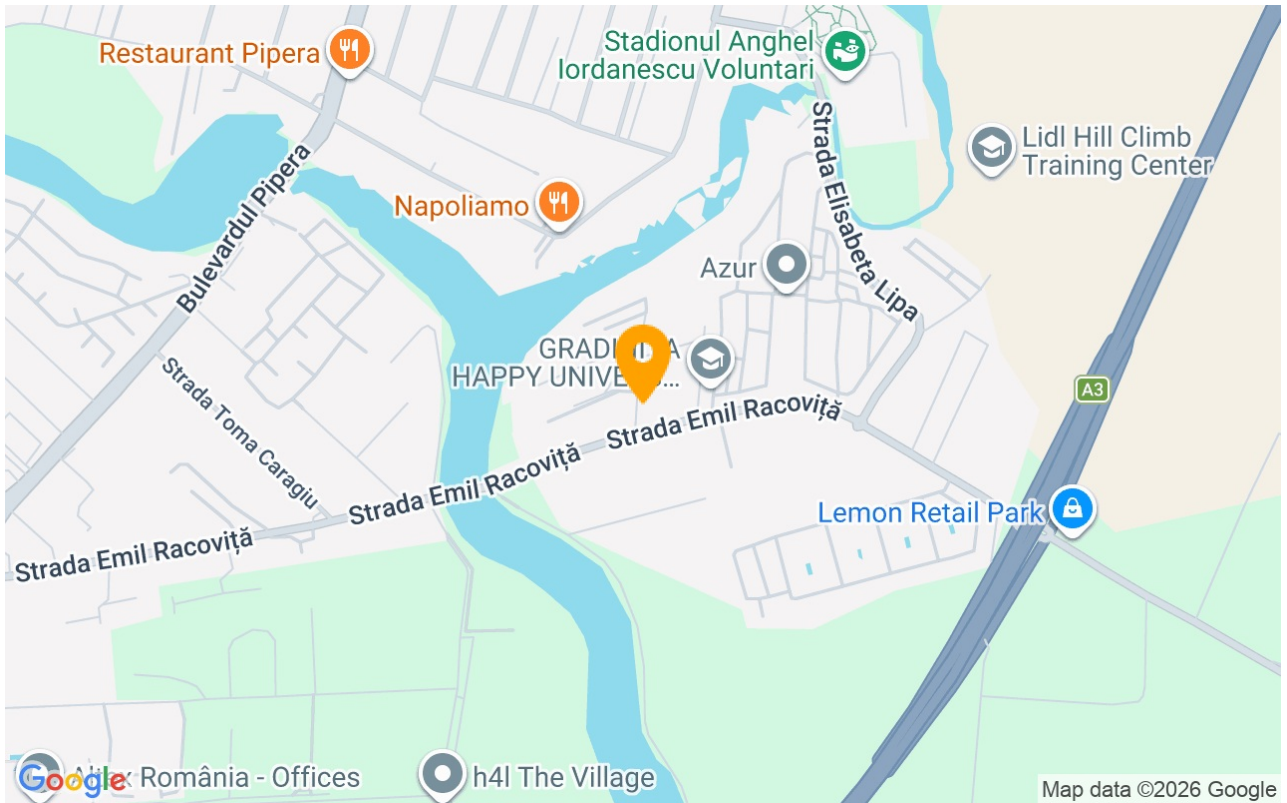 Restaurant Pipera
Stadionul Anghel
Iordanescu Voluntari
Lidl Hill Climb
Training Center
Bulevardul Pipera
Strada Elisabeta Lipa
Napoliamo
Azur
HAPPY
A3
Strada Toma Caragiu
Strada Emil Racoviță
Strada Emil Racoviță
Strada Emil Racoviță
Lemon Retail Park
România - Offices
h4l The Village
Google
Map data ©2026 Google